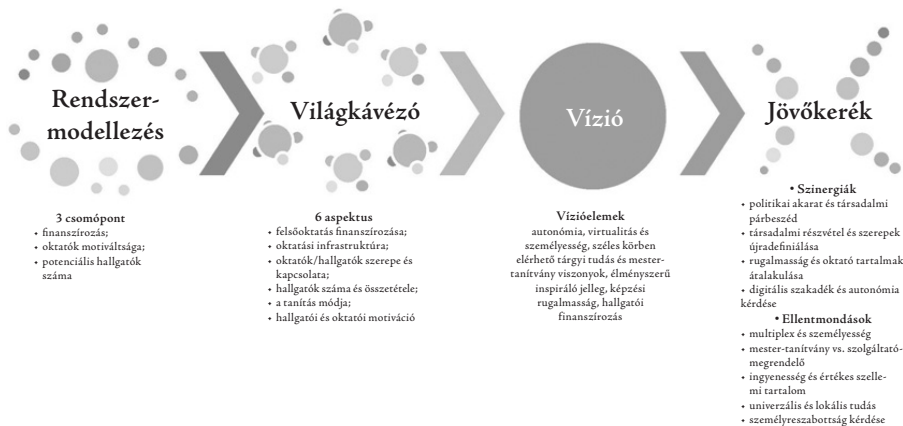 Rendszer-
modellezés
3 csomópont
• finanszírozás;
• oktatók motiváltsága;
• potenciális hallgatók
száma
Világkávézó
6 aspektus
• felsőoktatás finanszírozása;
• oktatási infrastruktúra;
• oktatók/hallgatók szerepe és
kapcsolata;
• hallgatók száma és összetétele;
• a tanítás módja;
• hallgatói és oktatói motiváció
Vízió
Vízióelemek
autonómia, virtualitás és
személyesség, széles körben
elérhető tárgyi tudás és mester-
tanítvány viszonyok, élményszerű
inspiráló jelleg, képzési
rugalmasság, hallgatói
finanszírozás
Jövőkerék
• Szinergiák
• politikai akarat és társadalmi
párbeszéd
• társadalmi részvétel és szerepek
újradefiniálása
• rugalmasság és oktató tartalmak
átalakulása
• digitális szakadék és autonómia
kérdése
• Ellentmondások
• multiplex és személyesség
• mester-tanítvány vs. szolgáltató-
megrendelő
• ingyenesség és értékes szelle-
mi tartalom
• univerzális és lokális tudás
• személyreszabottság kérdése